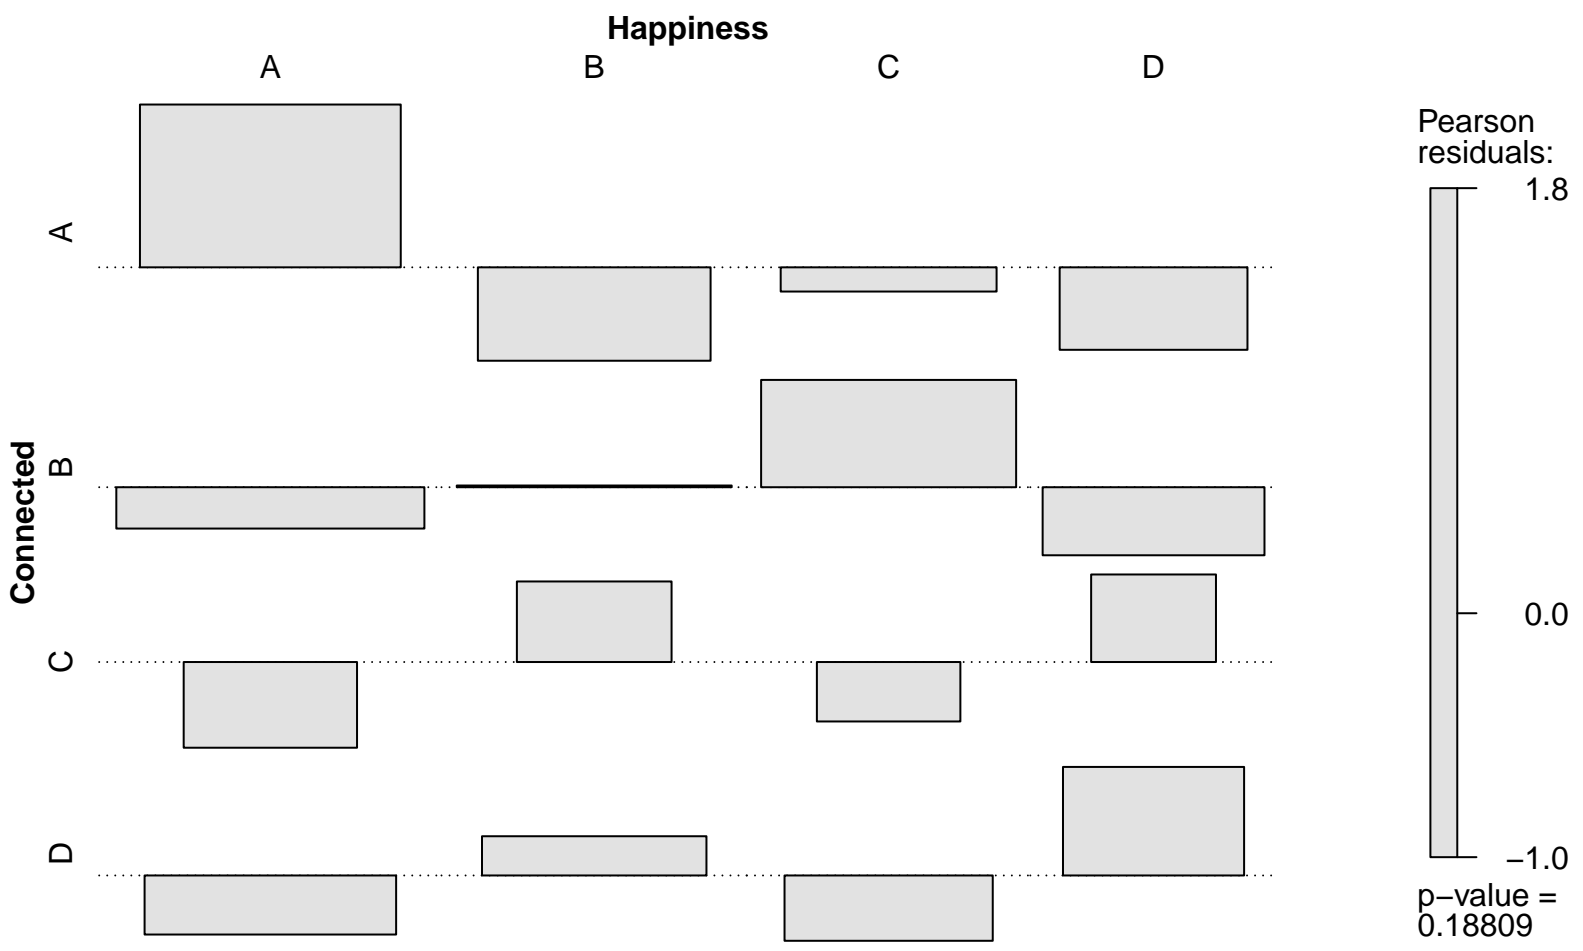 Happiness
A B C D
Connected
A
B
C
D
Pearson
residuals:
1.8
0.0
−1.0
p−value =
0.18809